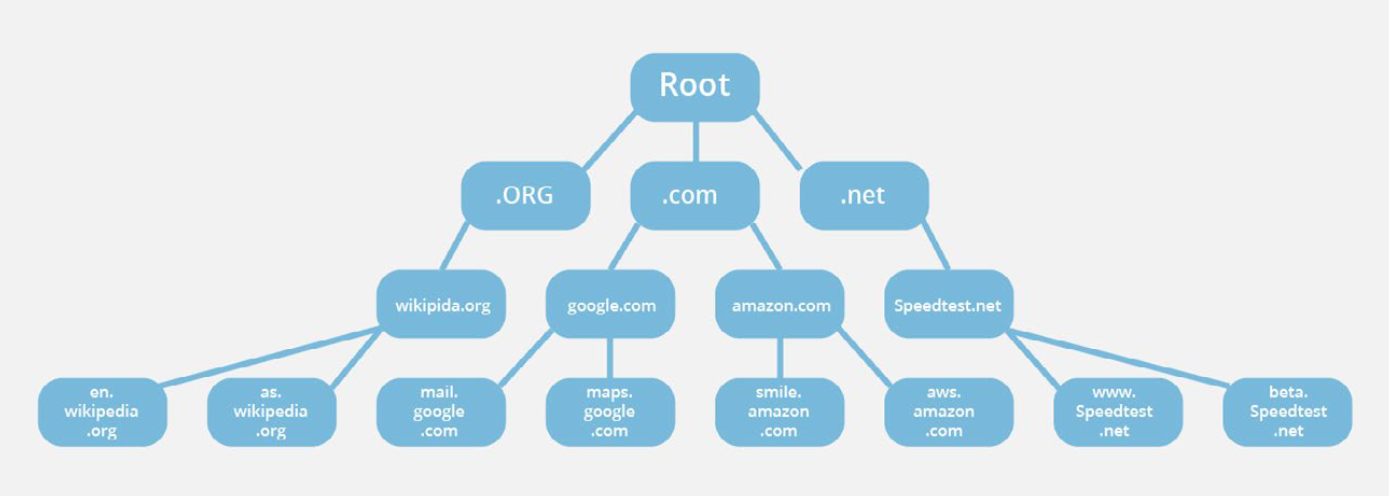 Root
.ORG
.com
.net
wikipida.org
google.com
amazon.com
Speedtest.net
en.
wikipedia
.org
as.
wikipedia
.org
mail.
google
.com
maps.
google
.com
smile.
amazon
.com
aws.
amazon
.com
www.
Speedtest
.net
beta.
Speedtest
.net